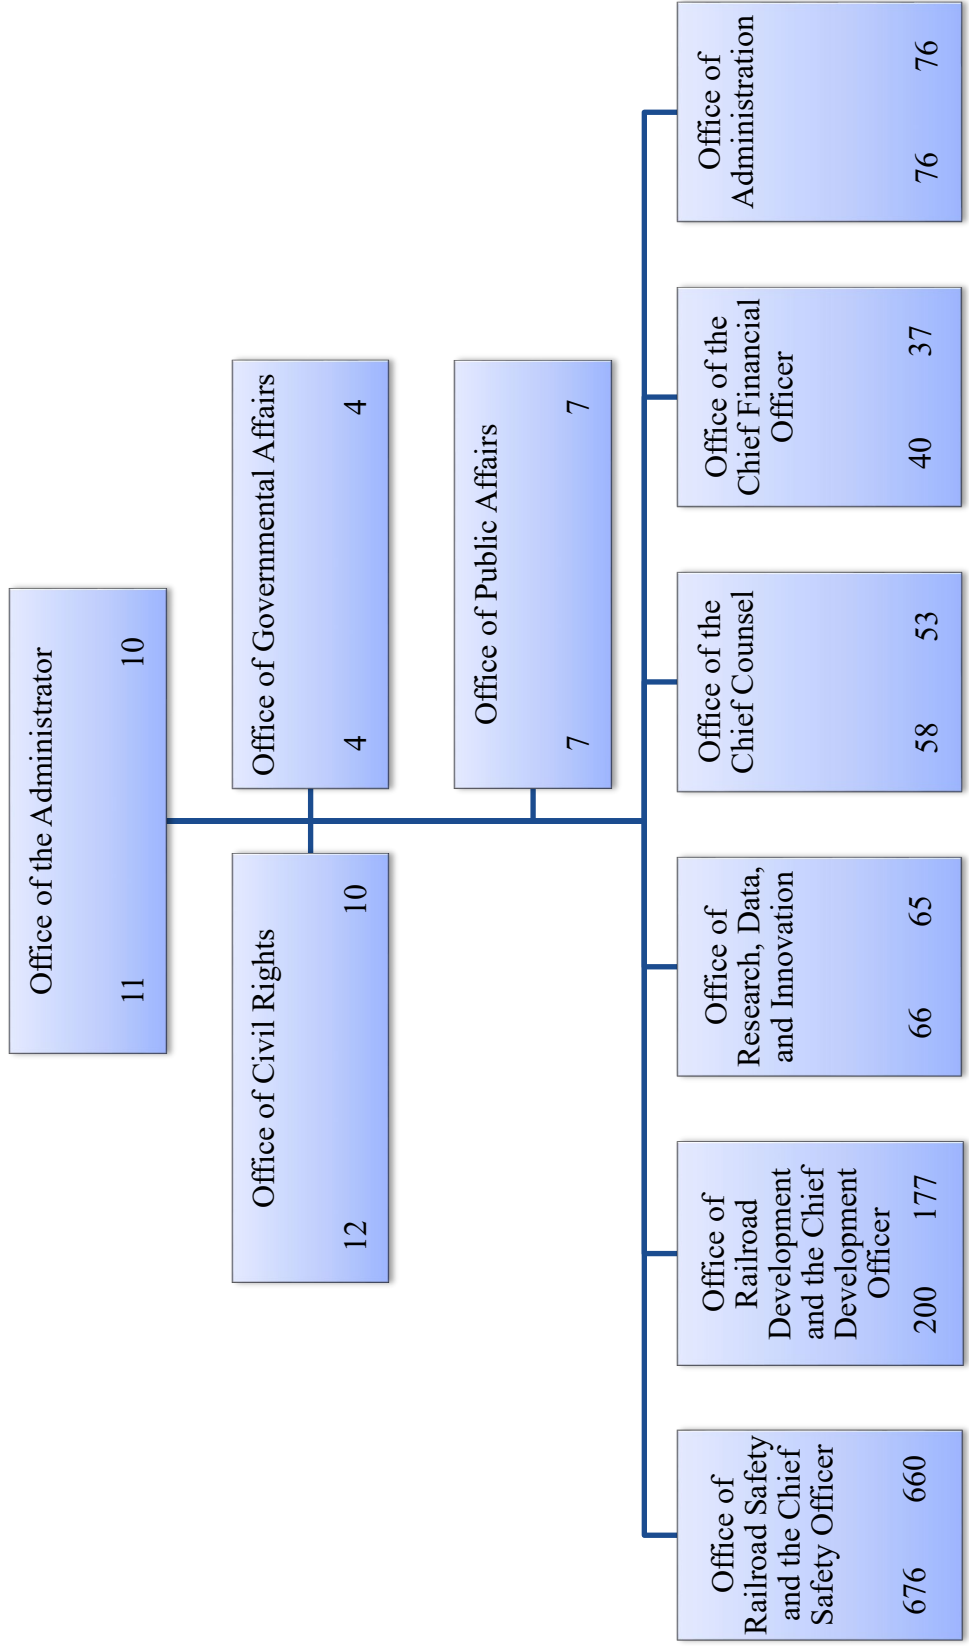 Office of the Administrator
11 10
Office of Civil Rights
12 10
Office of Governmental Affairs
4 4
Office of Public Affairs
7 7
Office of
Railroad Safety
and the Chief
Safety Officer
676 660
Office of
Railroad
Development
and the Chief
Development
Officer
200 177
Office of
Research, Data,
and Innovation
66 65
Office of the
Chief Counsel
58 53
Office of the
Chief Financial
Officer
40 37
Office of
Administration
76 76